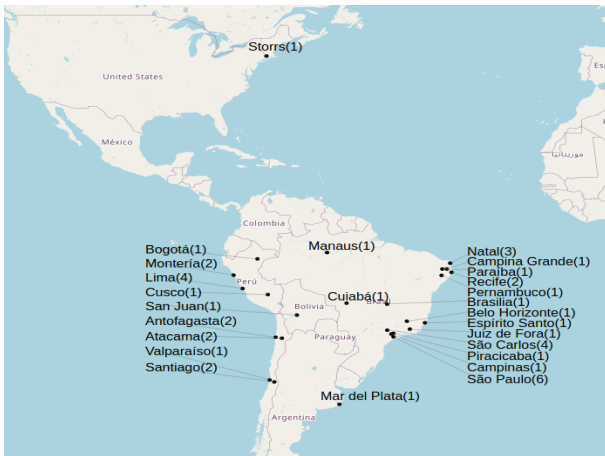 Storrs(1)
United States
México
Esp
موريتانيا
Colombia
Bogotá(1)
Montería(2)
Lima(4)
Cusco(1)
San Juan(1)
Antofagasta(2)
Atacama(2)
Valparaíso(1)
Santiago(2)
Perú
Manaus(1)
Cuiabá(1)
Bolivia
Paraguay
Mar del Plata(1)
Argentina
Natal(3)
Campina Grande(1)
Paraíba(1)
Recife(2)
Pernambuco(1)
Brasilia(1)
Belo Horizonte(1)
Espírito Santo(1)
Juiz de Fora(1)
São Carlos(4)
Piracicaba(1)
Campinas(1)
São Paulo(6)